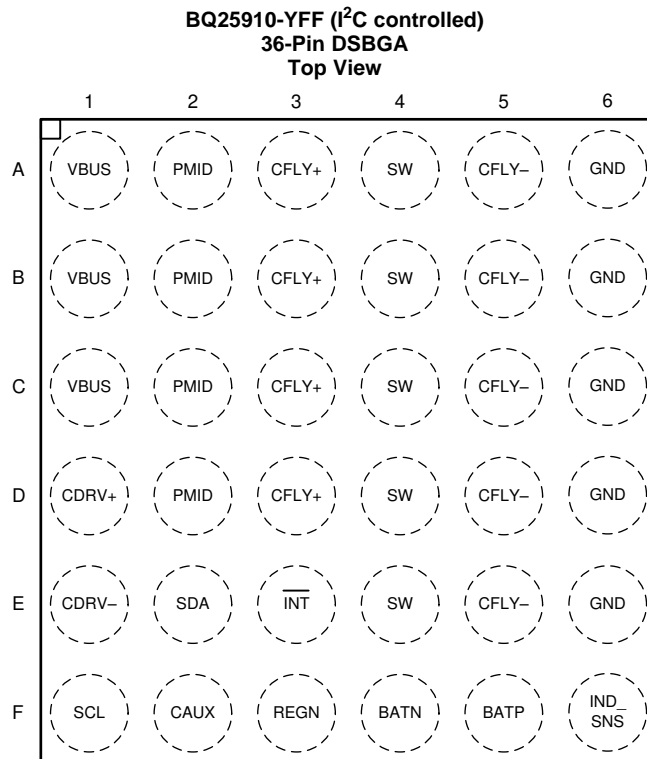 BQ25910-YFF (I²C controlled)
36-Pin DSBGA
Top View
1 2 3 4 5 6
A VBUS PMID CFLY+ SW CFLY– GND
B VBUS PMID CFLY+ SW CFLY– GND
C VBUS PMID CFLY+ SW CFLY– GND
D CDRV+ PMID CFLY+ SW CFLY– GND
E CDRV– SDA I̅N̅T̅ SW CFLY– GND
F SCL CAUX REGN BATN BATP IND_
SNS